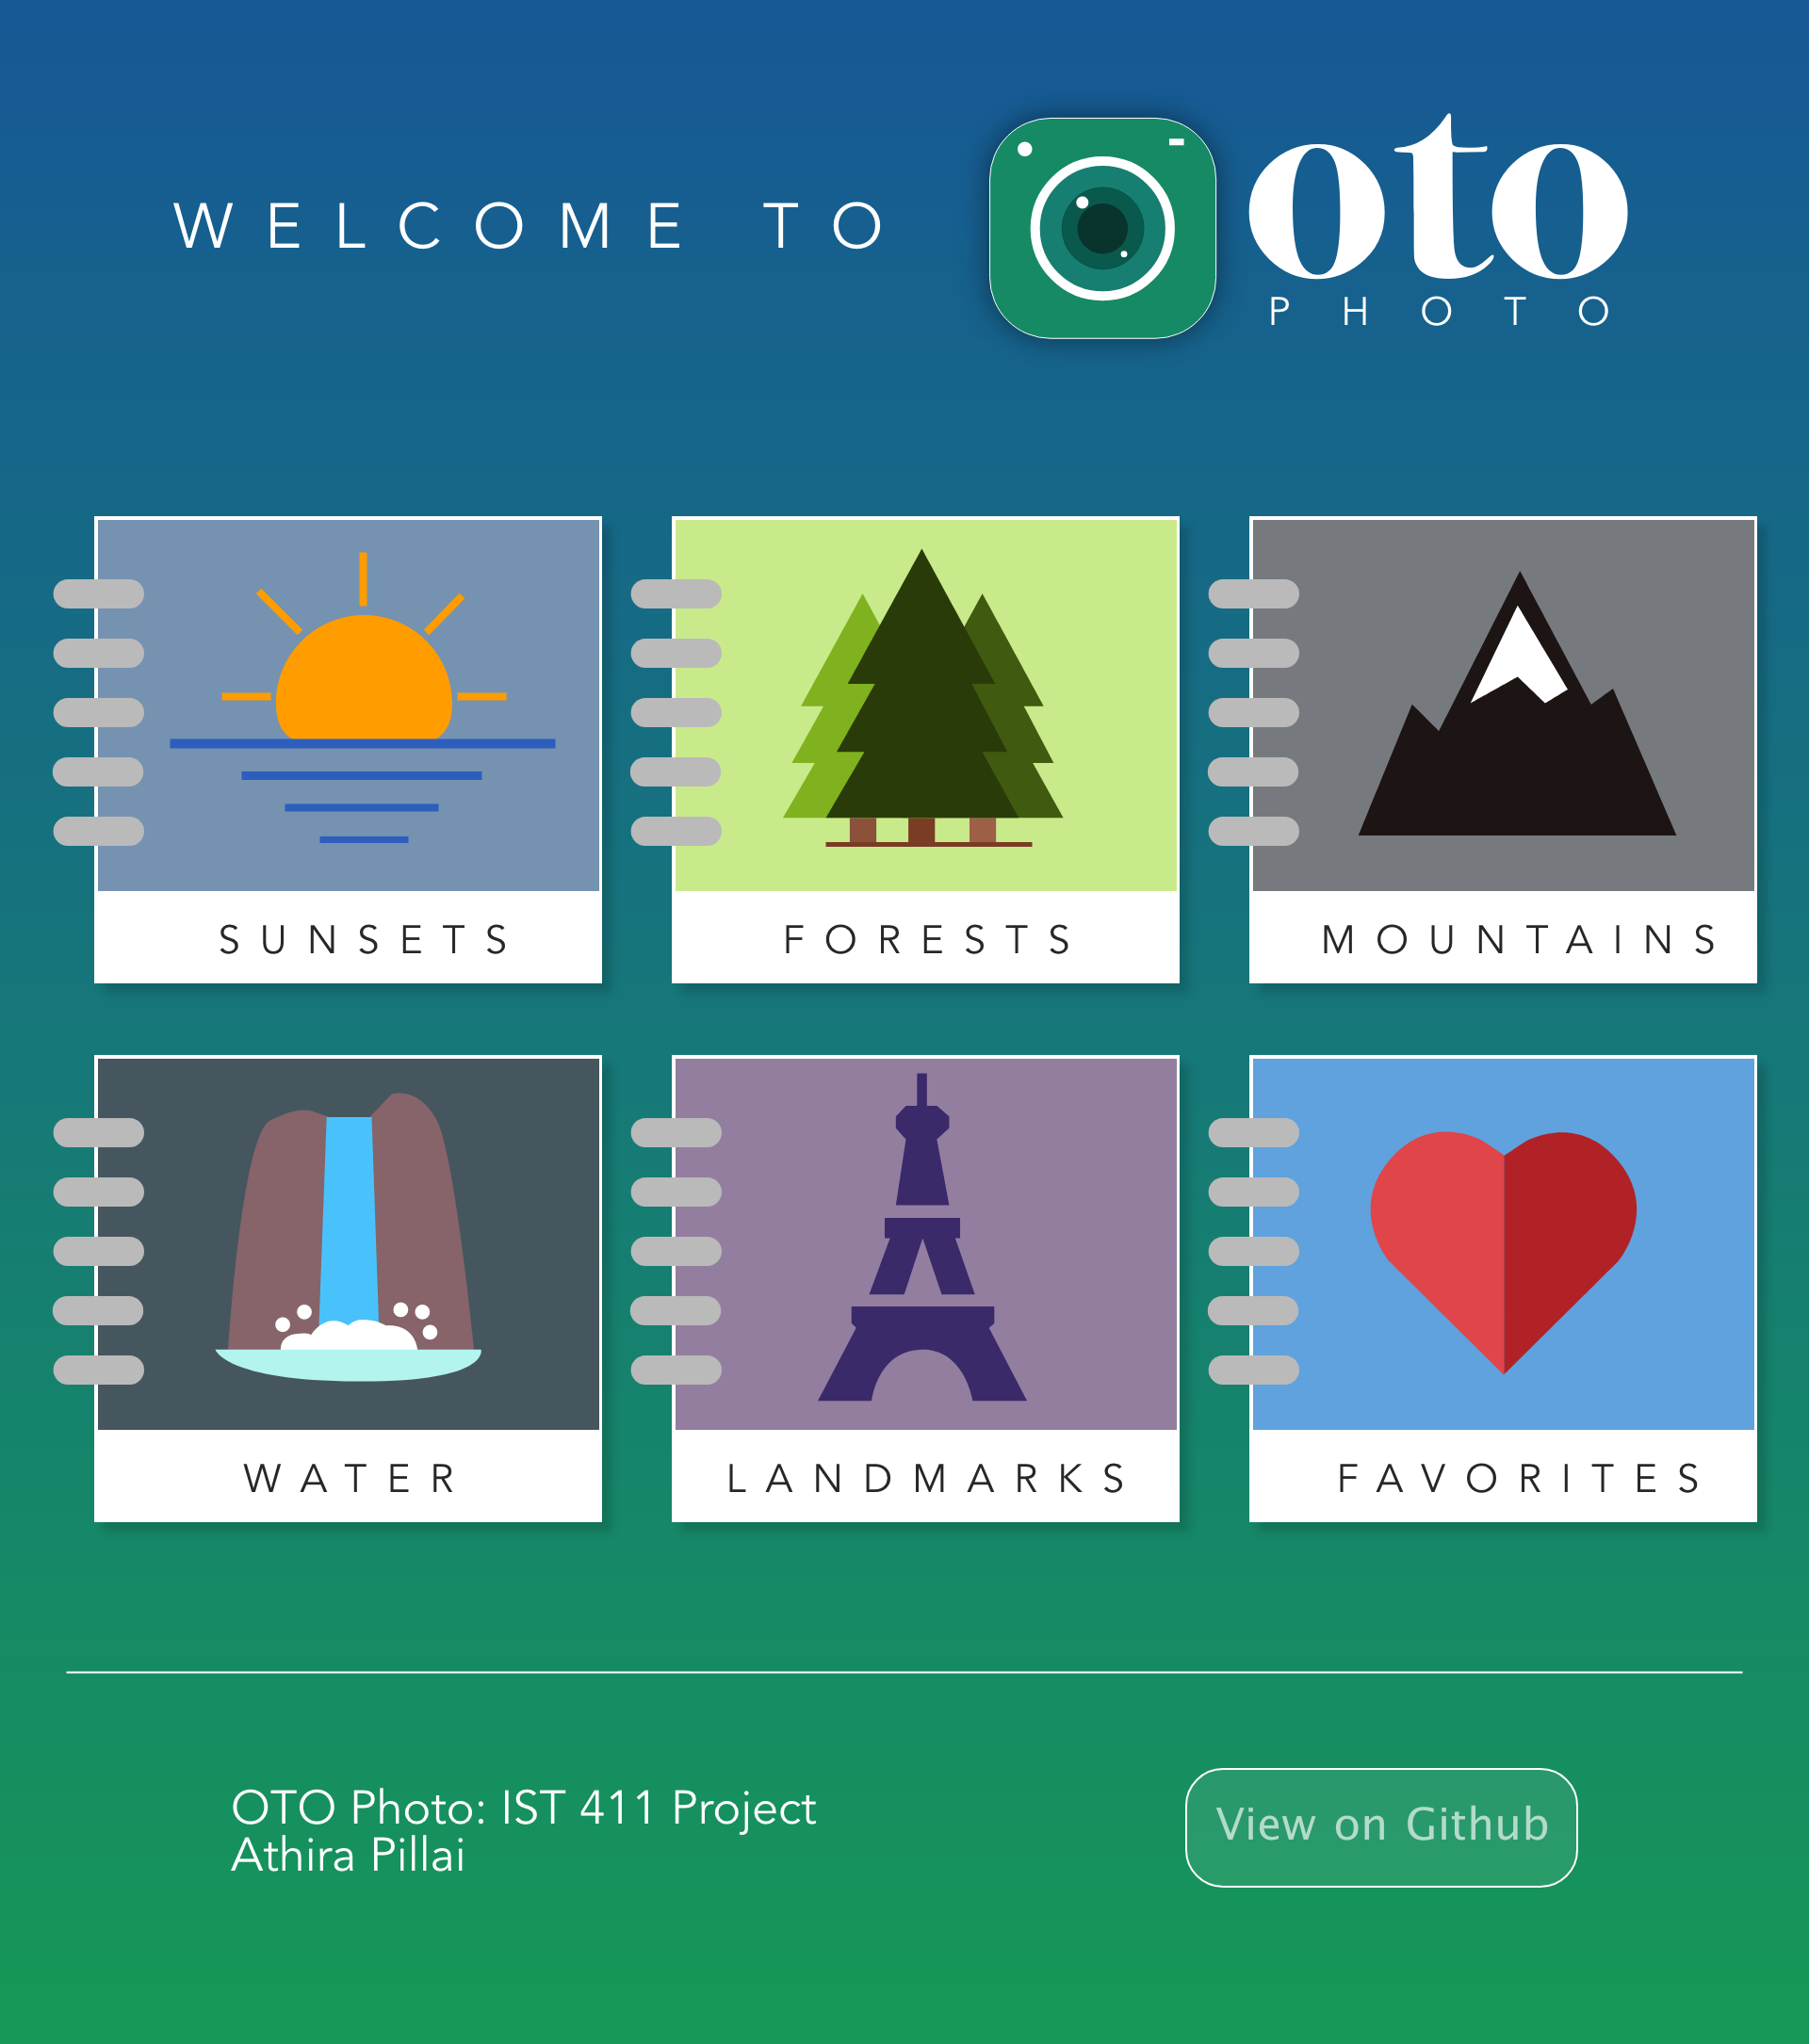 WELCOME TO
oto
PHOTO
SUNSETS
FORESTS
MOUNTAINS
WATER
LANDMARKS
FAVORITES
OTO Photo: IST 411 Project
Athira Pillai
View on Github